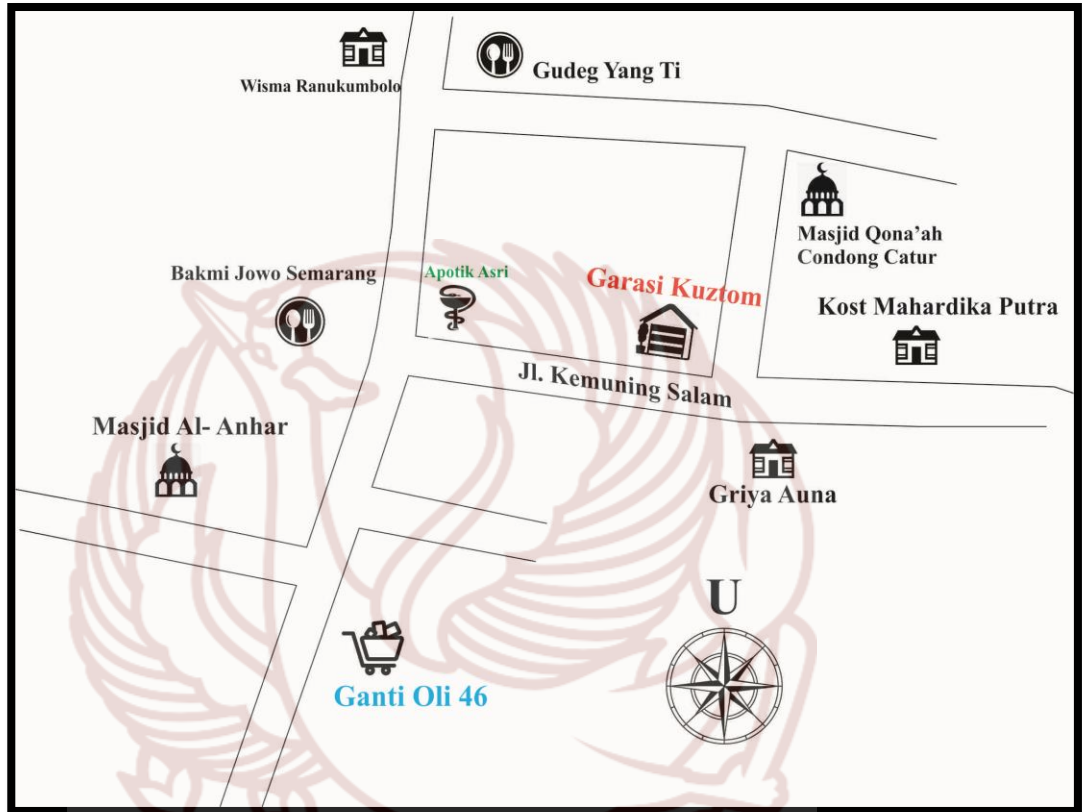 Wisma Ranukumbolo
Gudeg Yang Ti
Masjid Qona'ah
Condong Catur
Bakmi Jowo Semarang
Apotik Asri
Garasi Kuztom
Kost Mahardika Putra
Jl. Kemuning Salam
Masjid Al- Anhar
Griya Auna
U
Ganti Oli 46